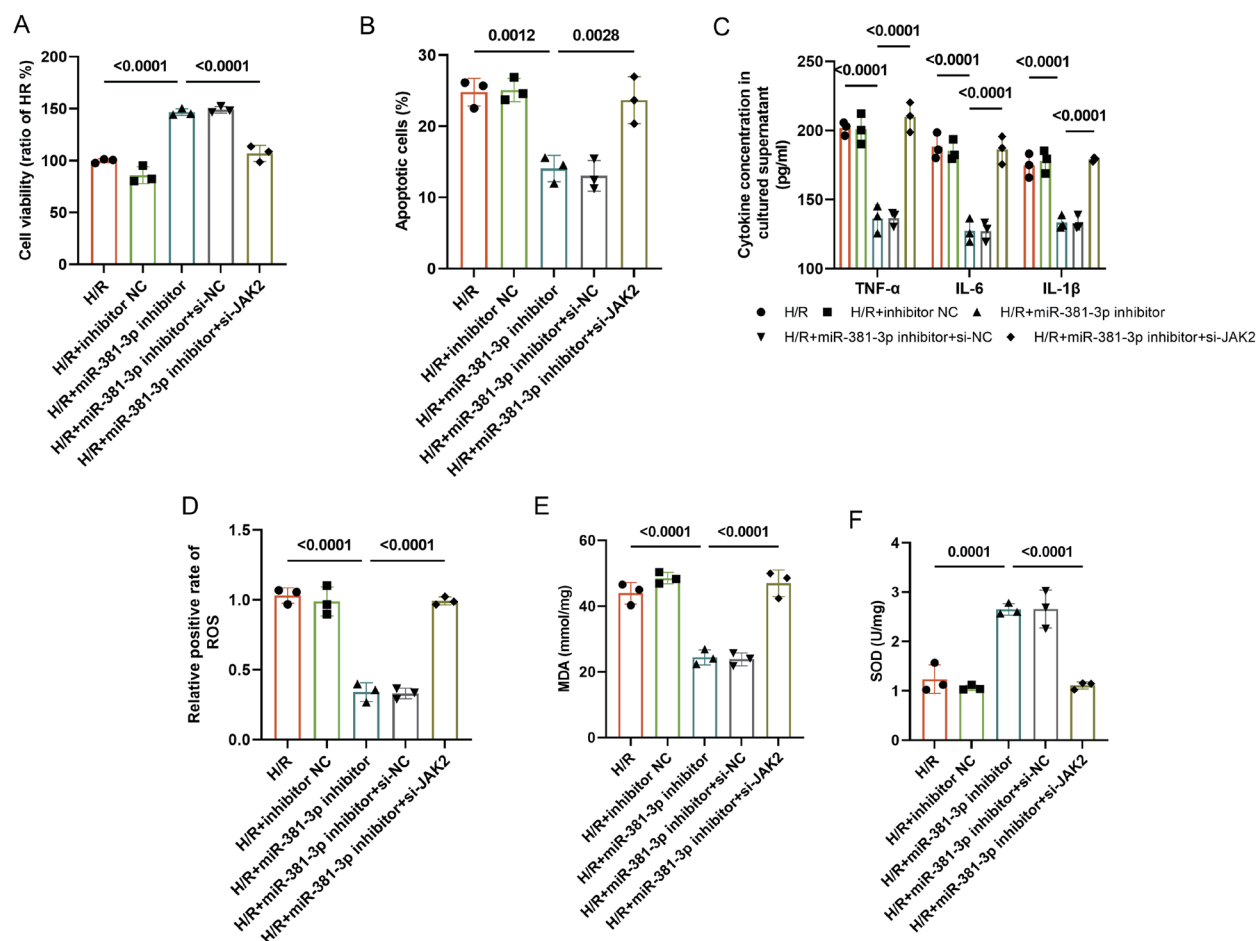 A
Cell viability (ratio of HR %)
200
150
100
50
0
<0.0001
<0.0001
H/R
H/R+inhibitor NC
H/R+miR-381-3p inhibitor
H/R+miR-381-3p inhibitor+si-NC
H/R+miR-381-3p inhibitor+si-JAK2
B
Apoptotic cells (%)
30
20
10
0
0.0012
0.0028
H/R
H/R+inhibitor NC
H/R+miR-381-3p inhibitor
H/R+miR-381-3p inhibitor+si-NC
H/R+miR-381-3p inhibitor+si-JAK2
C
Cytokine concentration in
cultured supernatant
(pg/ml)
250
200
150
100
<0.0001
<0.0001
<0.0001
<0.0001
<0.0001
<0.0001
TNF-α
IL-6
IL-1β
H/R
H/R+inhibitor NC
H/R+miR-381-3p inhibitor
H/R+miR-381-3p inhibitor+si-NC
H/R+miR-381-3p inhibitor+si-JAK2
D
Relative positive rate of
ROS
1.5
1.0
0.5
0.0
<0.0001
<0.0001
H/R
H/R+inhibitor NC
H/R+miR-381-3p inhibitor
H/R+miR-381-3p inhibitor+si-NC
H/R+miR-381-3p inhibitor+si-JAK2
E
MDA (mmol/mg)
60
40
20
0
<0.0001
<0.0001
H/R
H/R+inhibitor NC
H/R+miR-381-3p inhibitor
H/R+miR-381-3p inhibitor+si-NC
H/R+miR-381-3p inhibitor+si-JAK2
F
SOD (U/mg)
4
3
2
1
0
0.0001
<0.0001
H/R
H/R+inhibitor NC
H/R+miR-381-3p inhibitor
H/R+miR-381-3p inhibitor+si-NC
H/R+miR-381-3p inhibitor+si-JAK2